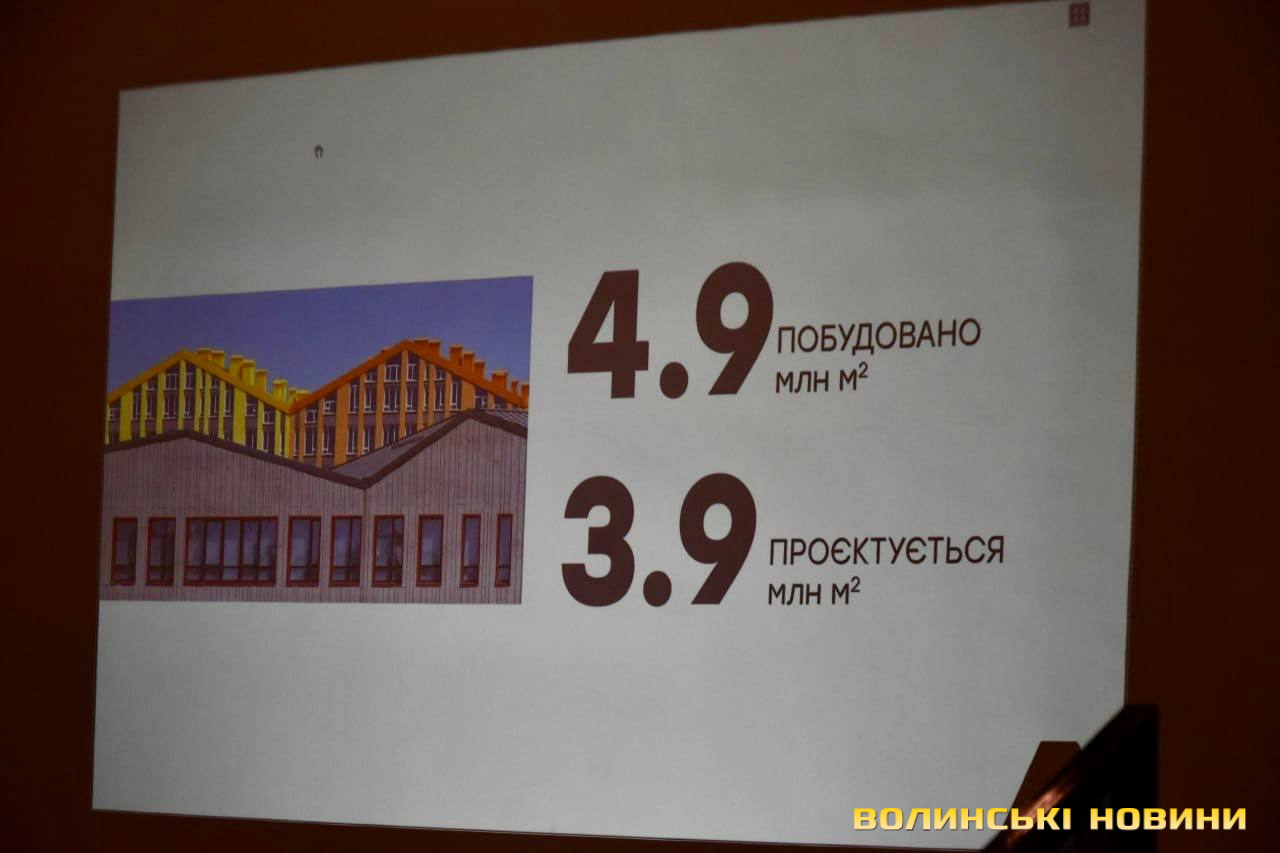 4.9 ПОБУДОВАНО
МЛН М²
3.9 ПРОЄКТУЄТЬСЯ
МЛН М²
ВОЛИНСЬКІ НОВИНИ